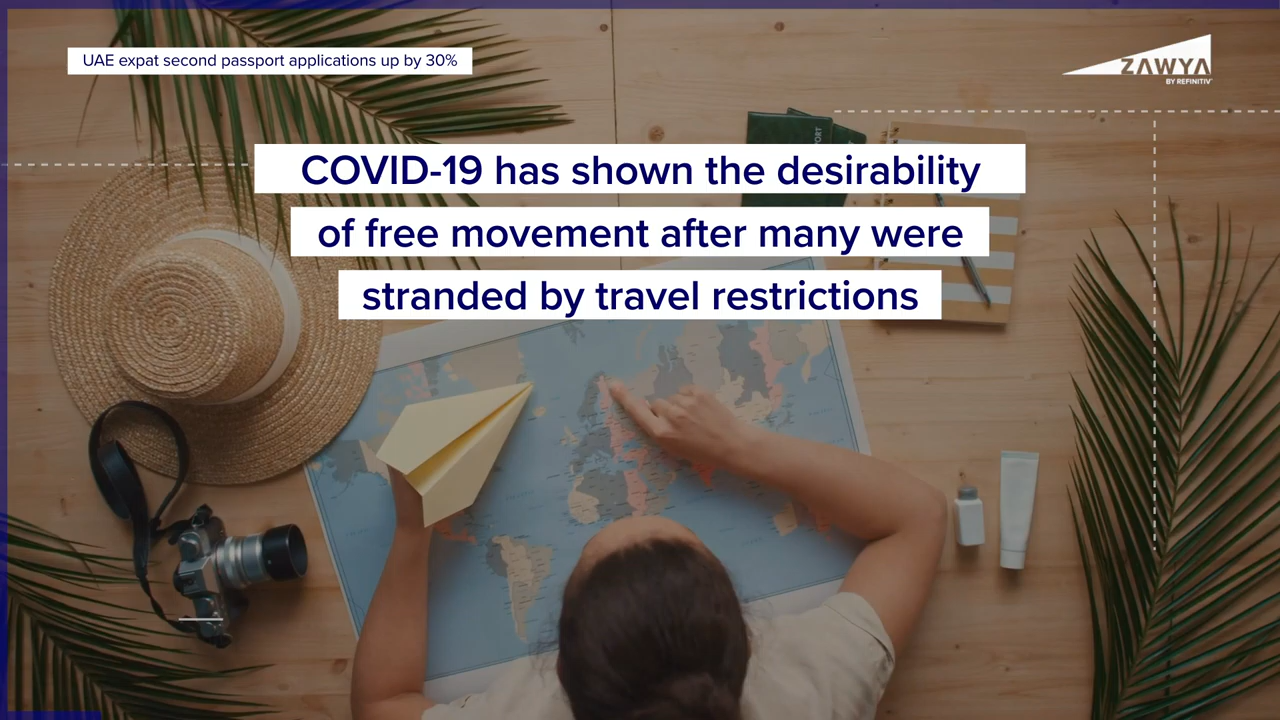 UAE expat second passport applications up by 30%
ZAWYA
BY REFINITIV
COVID-19 has shown the desirability
of free movement after many were
stranded by travel restrictions